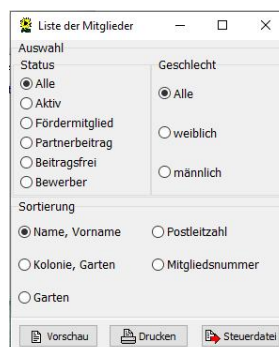 Liste der Mitglieder
Auswahl
Status
Alle
Aktiv
Fördermitglied
Partnerbeitrag
Beitragsfrei
Bewerber
Geschlecht
Alle
weiblich
männlich
Sortierung
Name, Vorname
Postleitzahl
Kolonie, Garten
Mitgliedsnummer
Garten
Vorschau
Drucken
Steuerdatei